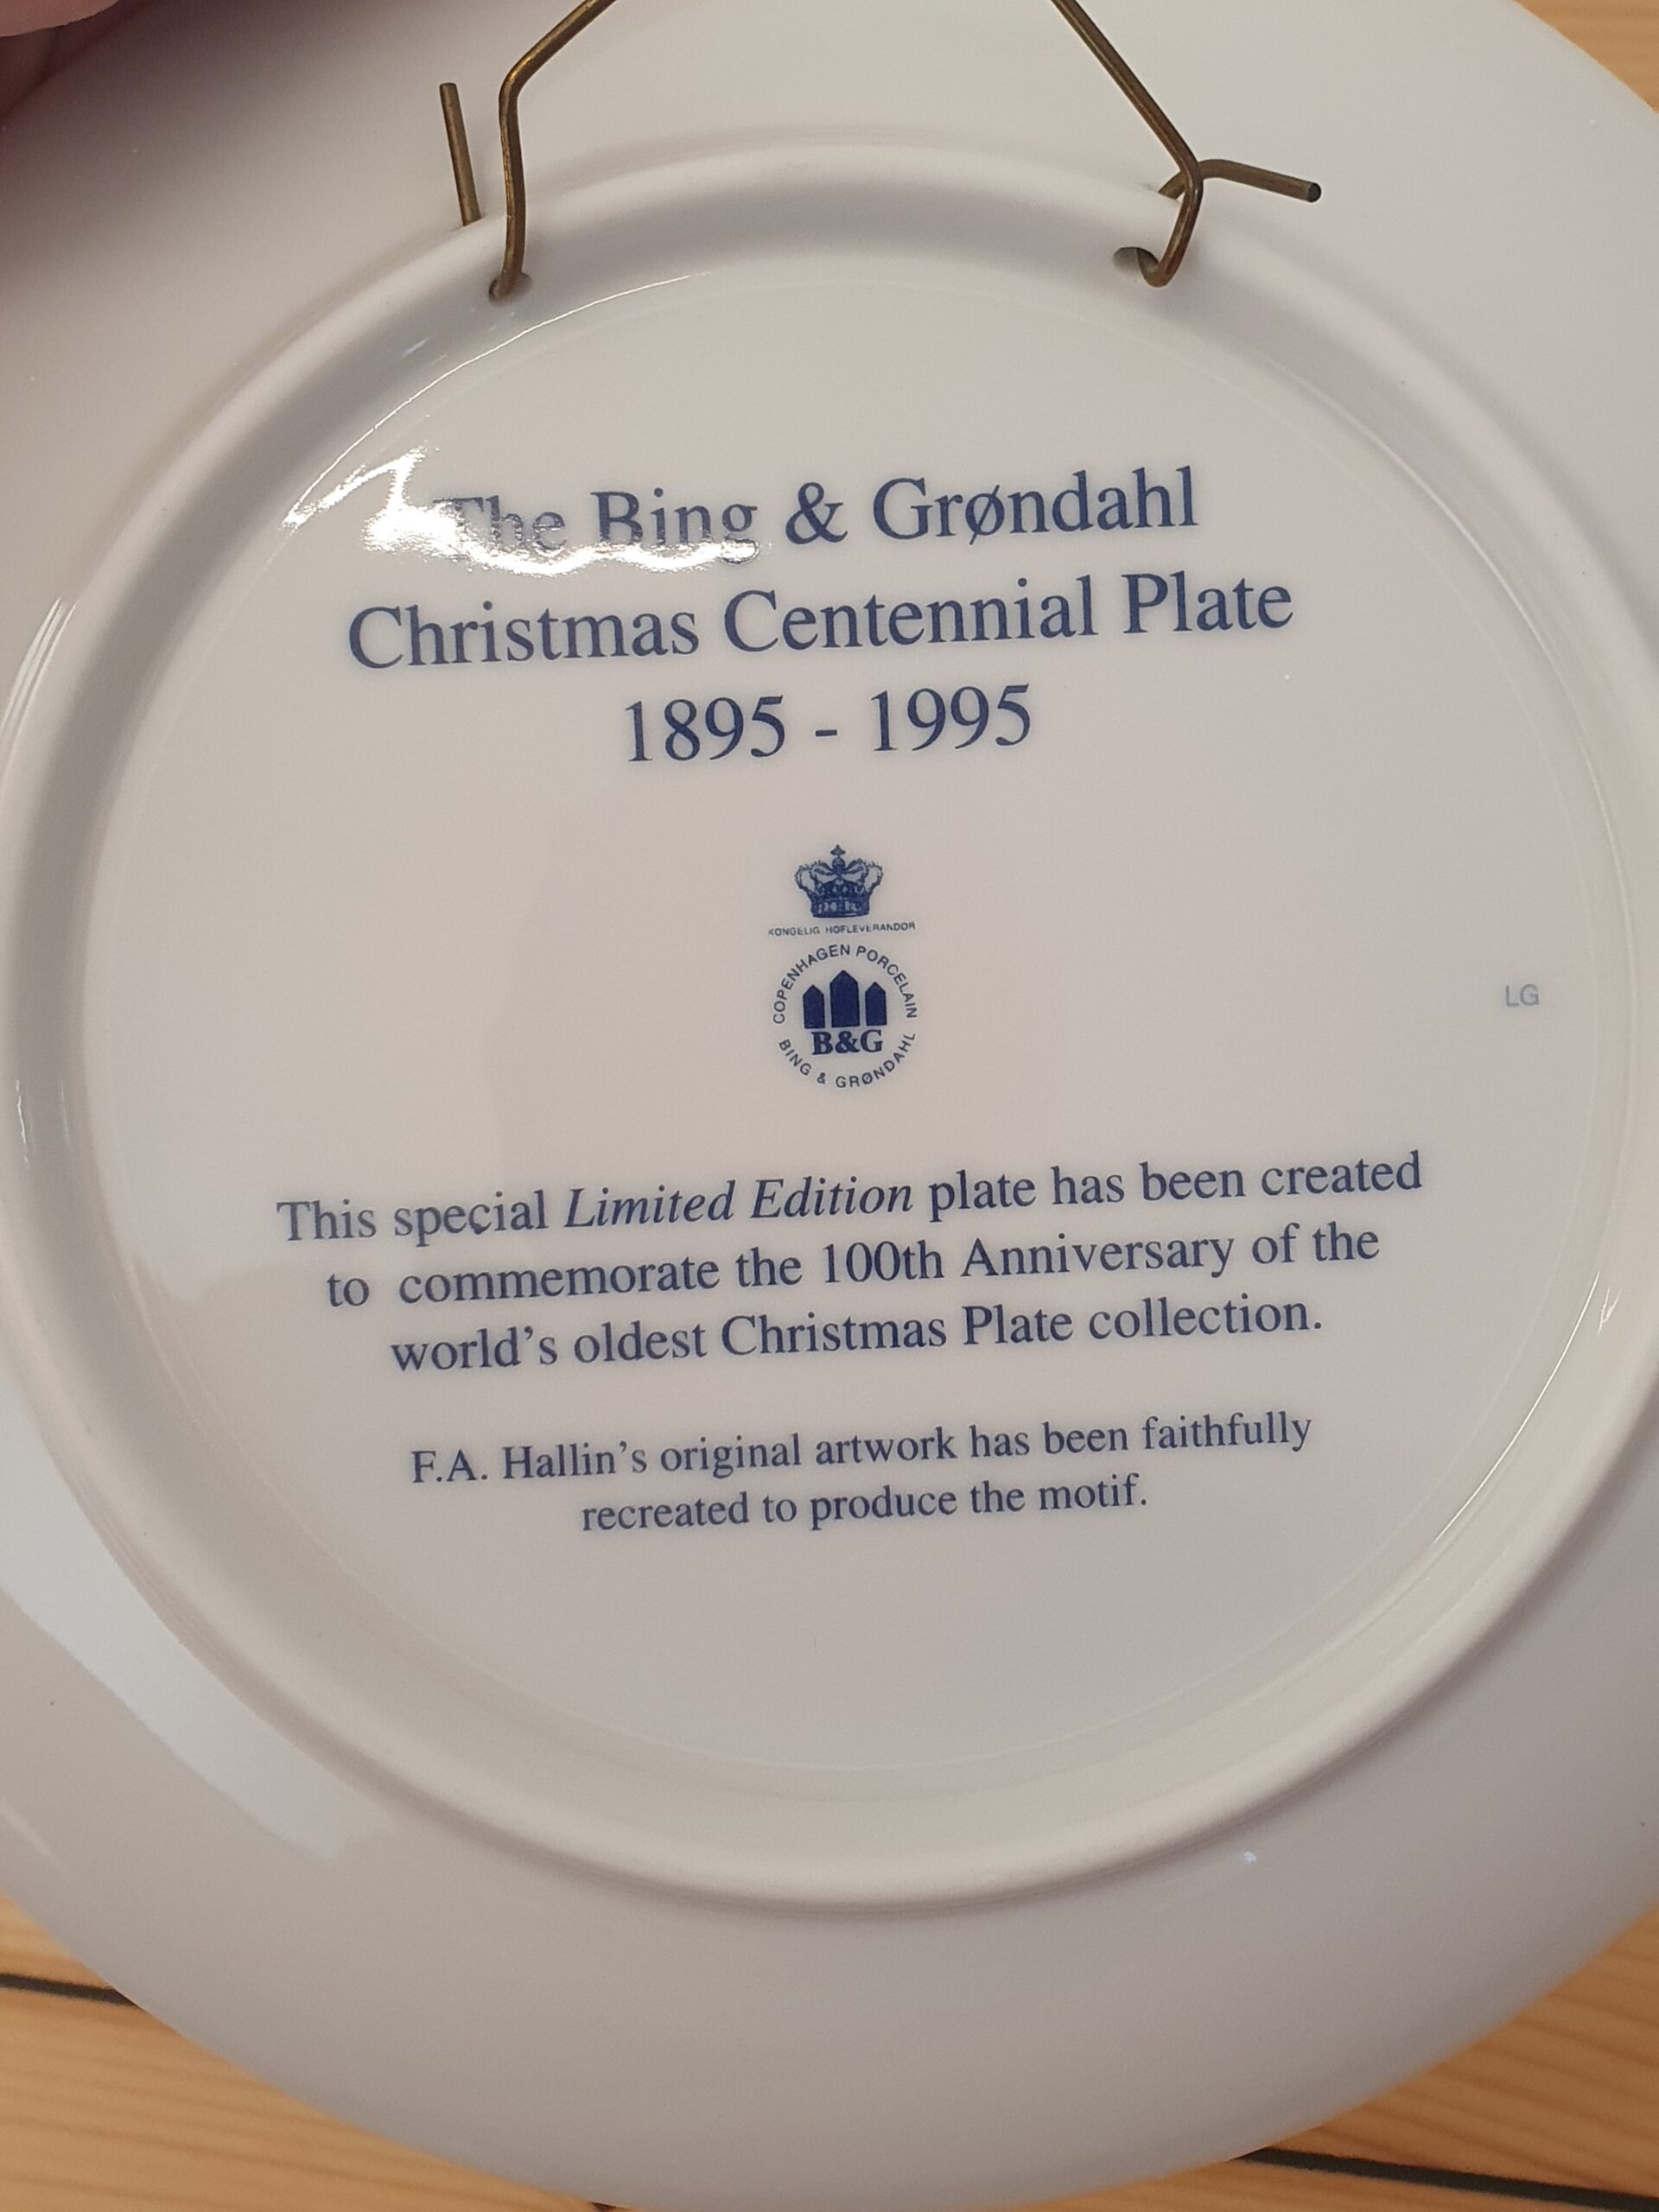 The Bing & Grøndahl
Christmas Centennial Plate
1895 - 1995
KONGELIG HOFLEVERANDØR
COPENHAGEN PORCELAIN
B&G
BING & GRØNDAHL
LG
This special Limited Edition plate has been created
to commemorate the 100th Anniversary of the
world's oldest Christmas Plate collection.
F.A. Hallin's original artwork has been faithfully
recreated to produce the motif.